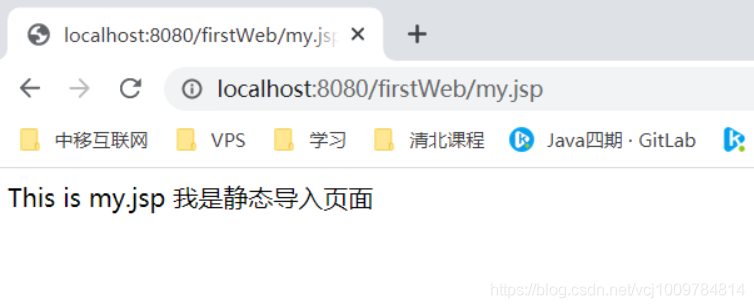 localhost:8080/firstWeb/my.jsp
localhost:8080/firstWeb/my.jsp
中移互联网 VPS 学习 清北课程 Java四期 · GitLab
This is my.jsp 我是静态导入页面
https://blog.csdn.net/vcj1009784814